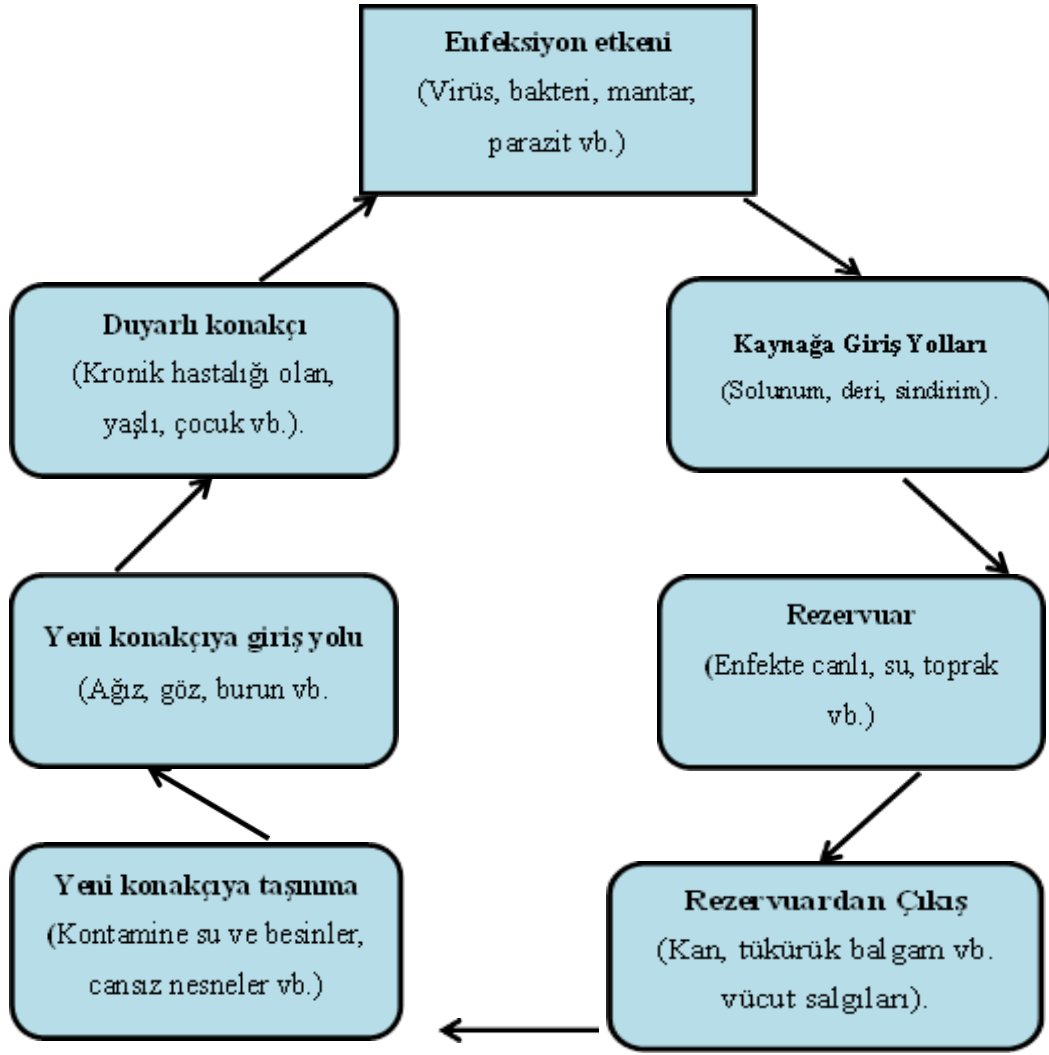 Enfeksiyon etkeni
(Virüs, bakteri, mantar,
parazit vb.)
Kaynağa Giriş Yolları
(Solunum, deri, sindirim).
Rezervuar
(Enfekte canlı, su, toprak
vb.)
Rezervuardan Çıkış
(Kan, tükürük balgam vb.
vücut salgıları).
Yeni konakçıya taşınma
(Kontamine su ve besinler,
cansız nesneler vb.)
Yeni konakçıya giriş yolu
(Ağız, göz, burun vb.
Duyarlı konakçı
(Kronik hastalığı olan,
yaşlı, çocuk vb.).